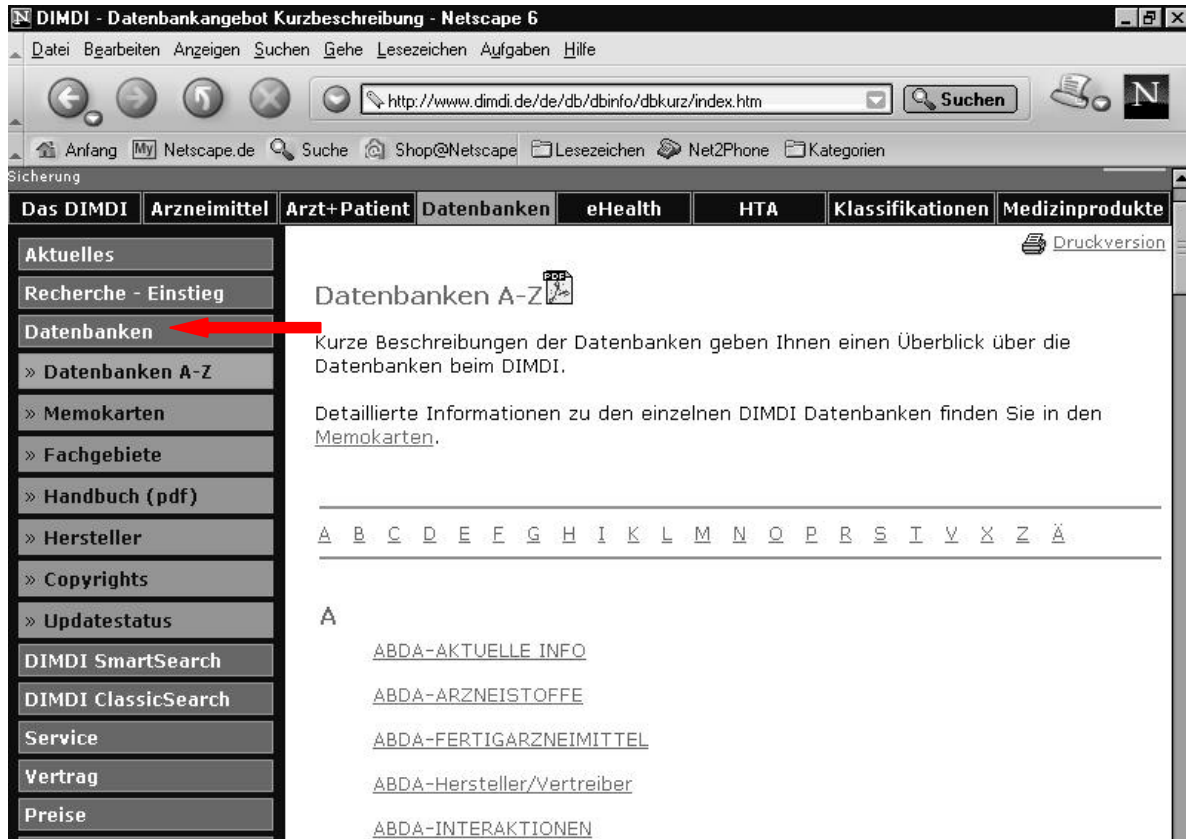 DIMDI - Datenbankangebot Kurzbeschreibung - Netscape 6
Datei Bearbeiten Anzeigen Suchen Gehe Lesezeichen Aufgaben Hilfe
http://www.dimdi.de/de/db/dbinfo/dbkurz/index.htm Suchen N
Anfang My Netscape.de Suche Shop@Netscape Lesezeichen Net2Phone Kategorien
Sicherung
Das DIMDI Arzneimittel Arzt+Patient Datenbanken eHealth HTA Klassifikationen Medizinprodukte
Aktuelles
Recherche - Einstieg
Datenbanken
» Datenbanken A-Z
» Memokarten
» Fachgebiete
» Handbuch (pdf)
» Hersteller
» Copyrights
» Updatestatus
DIMDI SmartSearch
DIMDI ClassicSearch
Service
Vertrag
Preise
Druckversion
Datenbanken A-Z PDF
Kurze Beschreibungen der Datenbanken geben Ihnen einen Überblick über die
Datenbanken beim DIMDI.
Detaillierte Informationen zu den einzelnen DIMDI Datenbanken finden Sie in den
Memokarten.
A B C D E F G H I K L M N O P R S T V X Z Ä
A
ABDA-AKTUELLE INFO
ABDA-ARZNEISTOFFE
ABDA-FERTIGARZNEIMITTEL
ABDA-Hersteller/Vertreiber
ABDA-INTERAKTIONEN